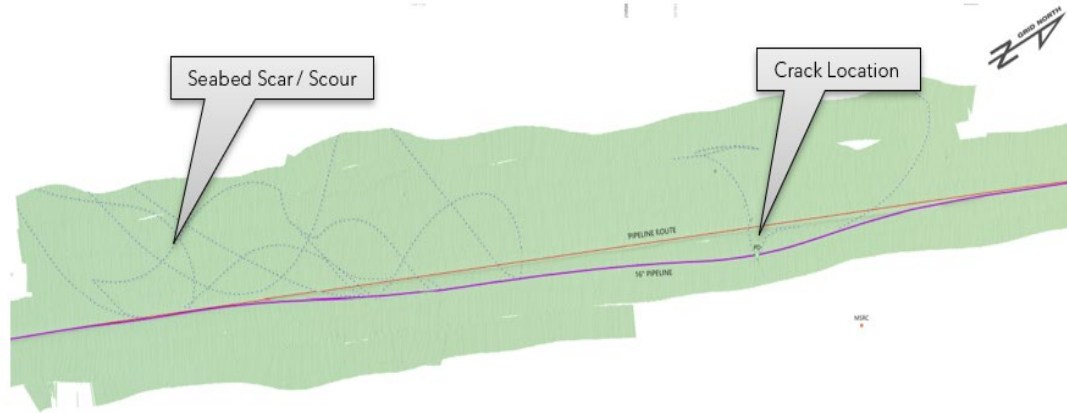 GRID NORTH
Seabed Scar / Scour
Crack Location
PIPELINE ROUTE
PD
16" PIPELINE
MSRC